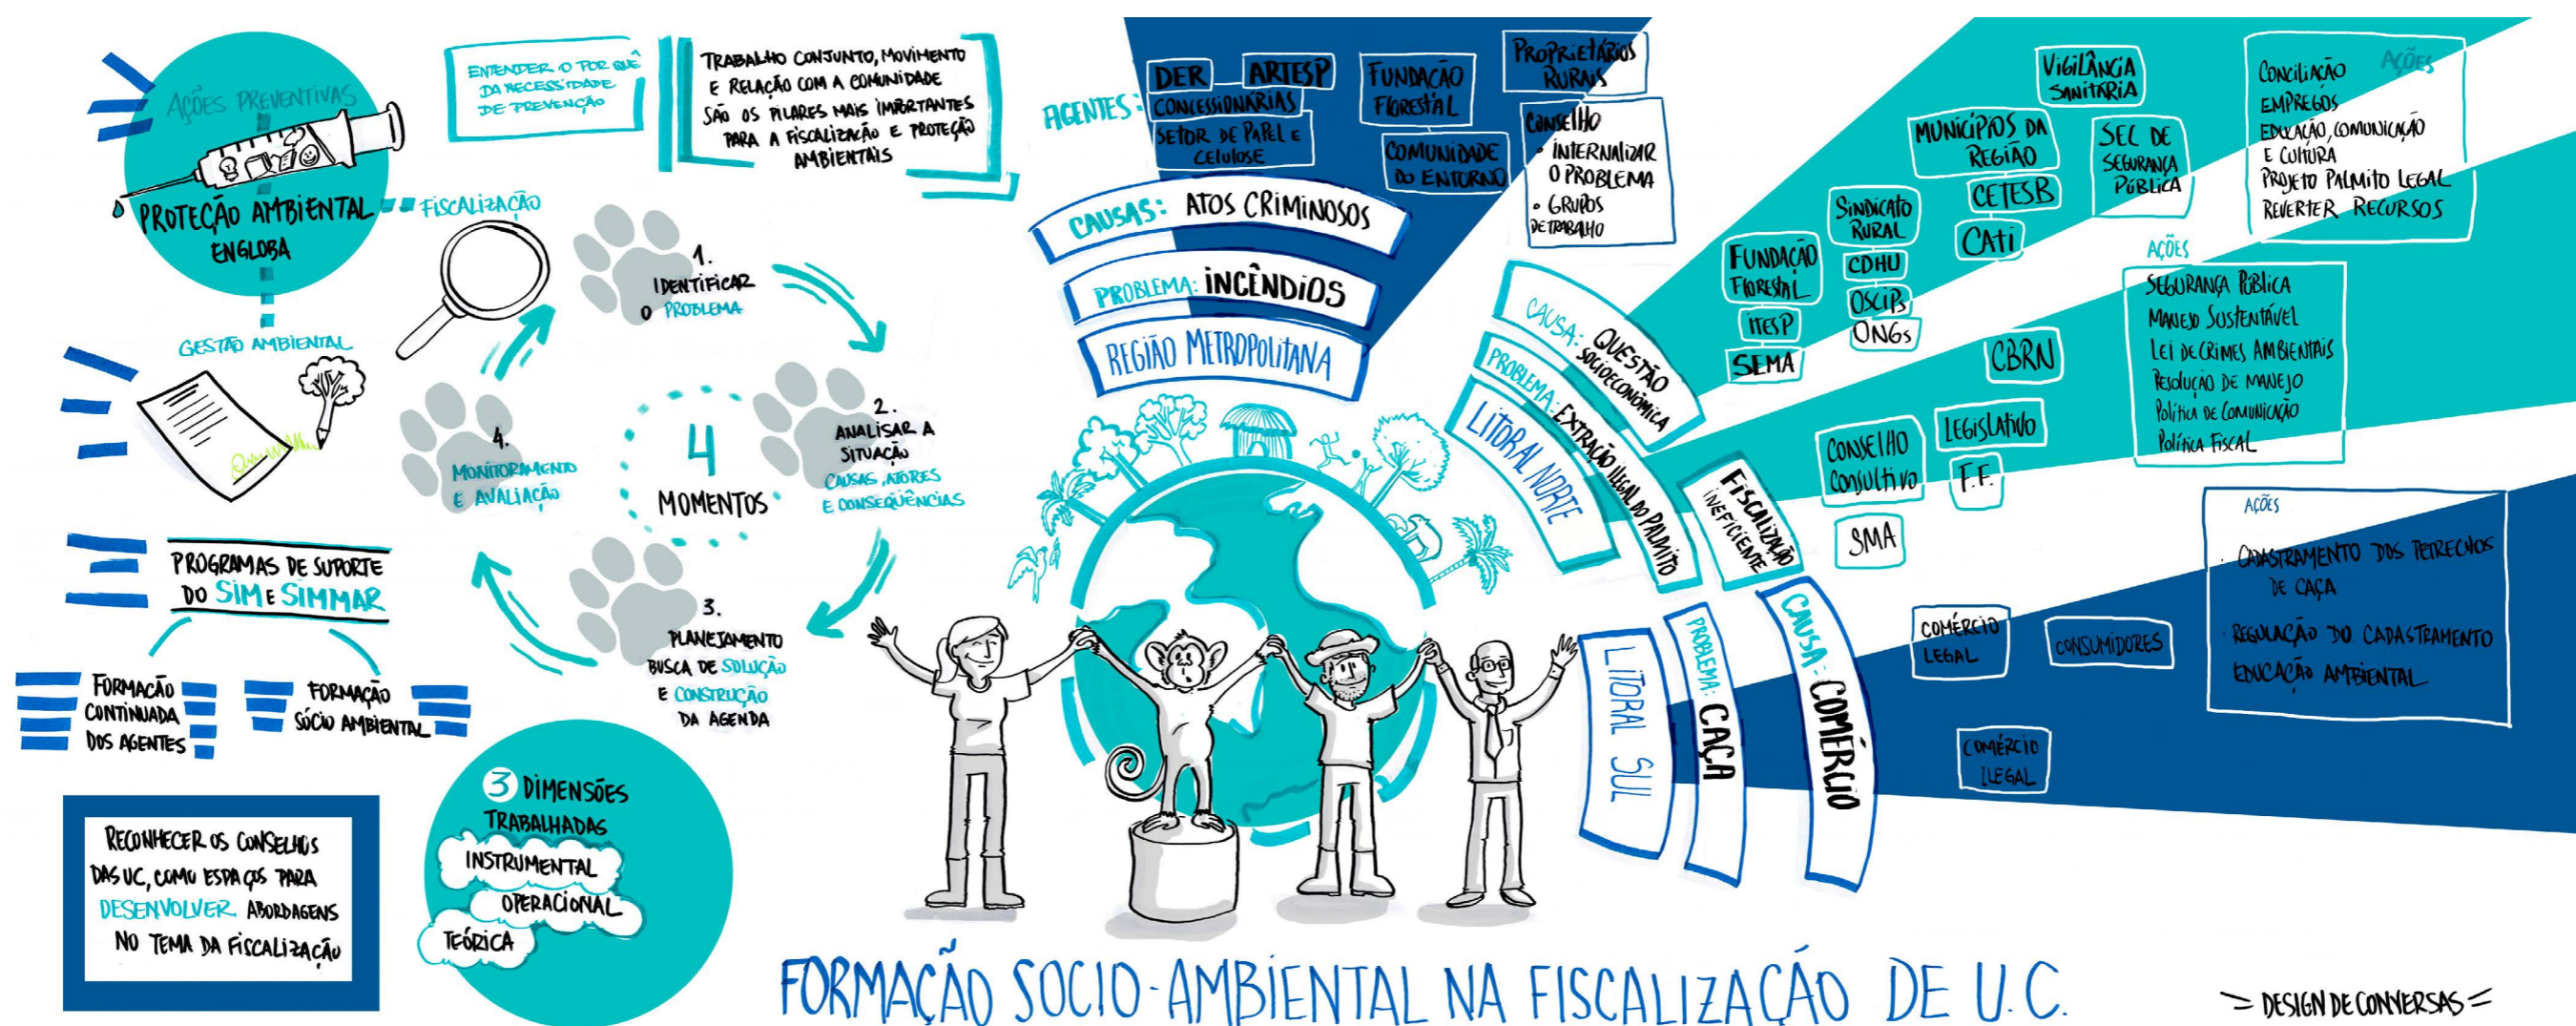 AÇÕES PREVENTIVAS
PROTEÇÃO AMBIENTAL
ENGLOBA
FISCALIZAÇÃO
GESTÃO AMBIENTAL
ENTENDER O POR QUÊ
DA NECESSIDADE
DE PREVENÇÃO
TRABALHO CONJUNTO, MOVIMENTO
E RELAÇÃO COM A COMUNIDADE
SÃO OS PILARES MAIS IMPORTANTES
PARA A FISCALIZAÇÃO E PROTEÇÃO
AMBIENTAIS
1.
IDENTIFICAR
O PROBLEMA
2.
ANALISAR A
SITUAÇÃO
CAUSAS, ATORES
E CONSEQÜÊNCIAS
3.
PLANEJAMENTO
BUSCA DE SOLUÇÃO
E CONSTRUÇÃO
DA AGENDA
4.
MONITORAMENTO
E AVALIAÇÃO
4
MOMENTOS
PROGRAMAS DE SUPORTE
DO SIM E SIMMAR
FORMAÇÃO
CONTINUADA
DOS AGENTES
FORMAÇÃO
SÓCIO AMBIENTAL
RECONHECER OS CONSELHOS
DAS UC, COMO ESPAÇOS PARA
DESENVOLVER ABORDAGENS
NO TEMA DA FISCALIZAÇÃO
3 DIMENSÕES
TRABALHADAS
INSTRUMENTAL
OPERACIONAL
TEÓRICA
AGENTES:
DER
ARTESP
CONCESSIONÁRIAS
SETOR DE PAPEL E
CELULOSE
FUNDAÇÃO
FLORESTAL
COMUNIDADE
DO ENTORNO
PROPRIETÁRIOS
RURAIS
CONSELHO
• INTERNALIZAR
O PROBLEMA
• GRUPOS
DE TRABALHO
CAUSAS: ATOS CRIMINOSOS
PROBLEMA: INCÊNDIOS
REGIÃO METROPOLITANA
CAUSA: QUESTÃO
SOCIOECONÔMICA
PROBLEMA: EXTRAÇÃO ILEGAL DO PALMITO
LITORAL NORTE
FISCALIZAÇÃO
INEFICIENTE
FUNDAÇÃO
FLORESTAL
ITESP
SEMA
SINDICATO
RURAL
CDHU
OSCIPs
ONGs
MUNICÍPIOS DA
REGIÃO
CETESB
CATI
VIGILÂNCIA
SANITÁRIA
SEC DE
SEGURANÇA
PÚBLICA
AÇÕES
CONCILIAÇÃO
EMPREGOS
EDUCAÇÃO, COMUNICAÇÃO
E CULTURA
PROJETO PALMITO LEGAL
REVERTER RECURSOS
CBRN
CONSELHO
CONSULTIVO
LEGISLATIVO
F.F.
SMA
AÇÕES
SEGURANÇA PÚBLICA
MANEJO SUSTENTÁVEL
LEI DE CRIMES AMBIENTAIS
RESOLUÇÃO DE MANEJO
POLÍTICA DE COMUNICAÇÃO
POLÍTICA FISCAL
LITORAL SUL
PROBLEMA: CAÇA
CAUSA: COMÉRCIO
COMÉRCIO
LEGAL
CONSUMIDORES
COMÉRCIO
ILEGAL
AÇÕES
• CADASTRAMENTO DOS PETRECHOS
DE CAÇA
• REGULAÇÃO DO CADASTRAMENTO
EDUCAÇÃO AMBIENTAL
FORMAÇÃO SOCIO-AMBIENTAL NA FISCALIZAÇÃO DE U.C.
= DESIGN DE CONVERSAS =